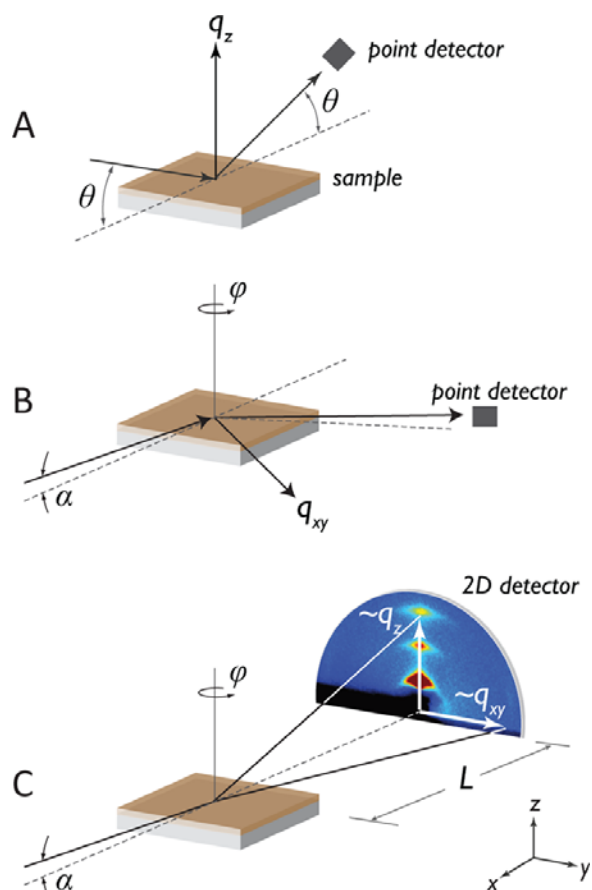 q_z
point detector
θ
A
θ
sample
φ
B
point detector
α
q_xy
2D detector
~q_z
φ
~q_xy
C
L
z
α
x
y